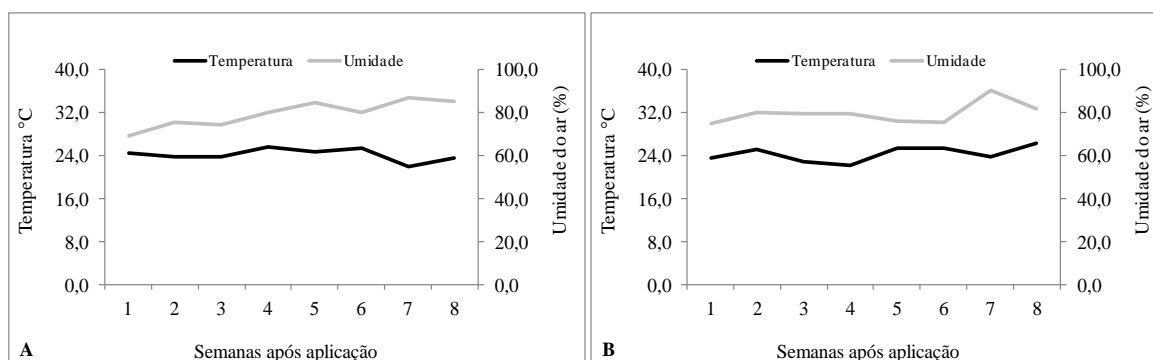 Temperatura Umidade
Temperatura °C
40,0
32,0
24,0
16,0
8,0
0,0
100,0
80,0
60,0
40,0
20,0
0,0
Umidade do ar (%)
1 2 3 4 5 6 7 8
Semanas após aplicação
A
Temperatura Umidade
Temperatura °C
40,0
32,0
24,0
16,0
8,0
0,0
100,0
80,0
60,0
40,0
20,0
0,0
Umidade do ar (%)
1 2 3 4 5 6 7 8
Semanas após aplicação
B